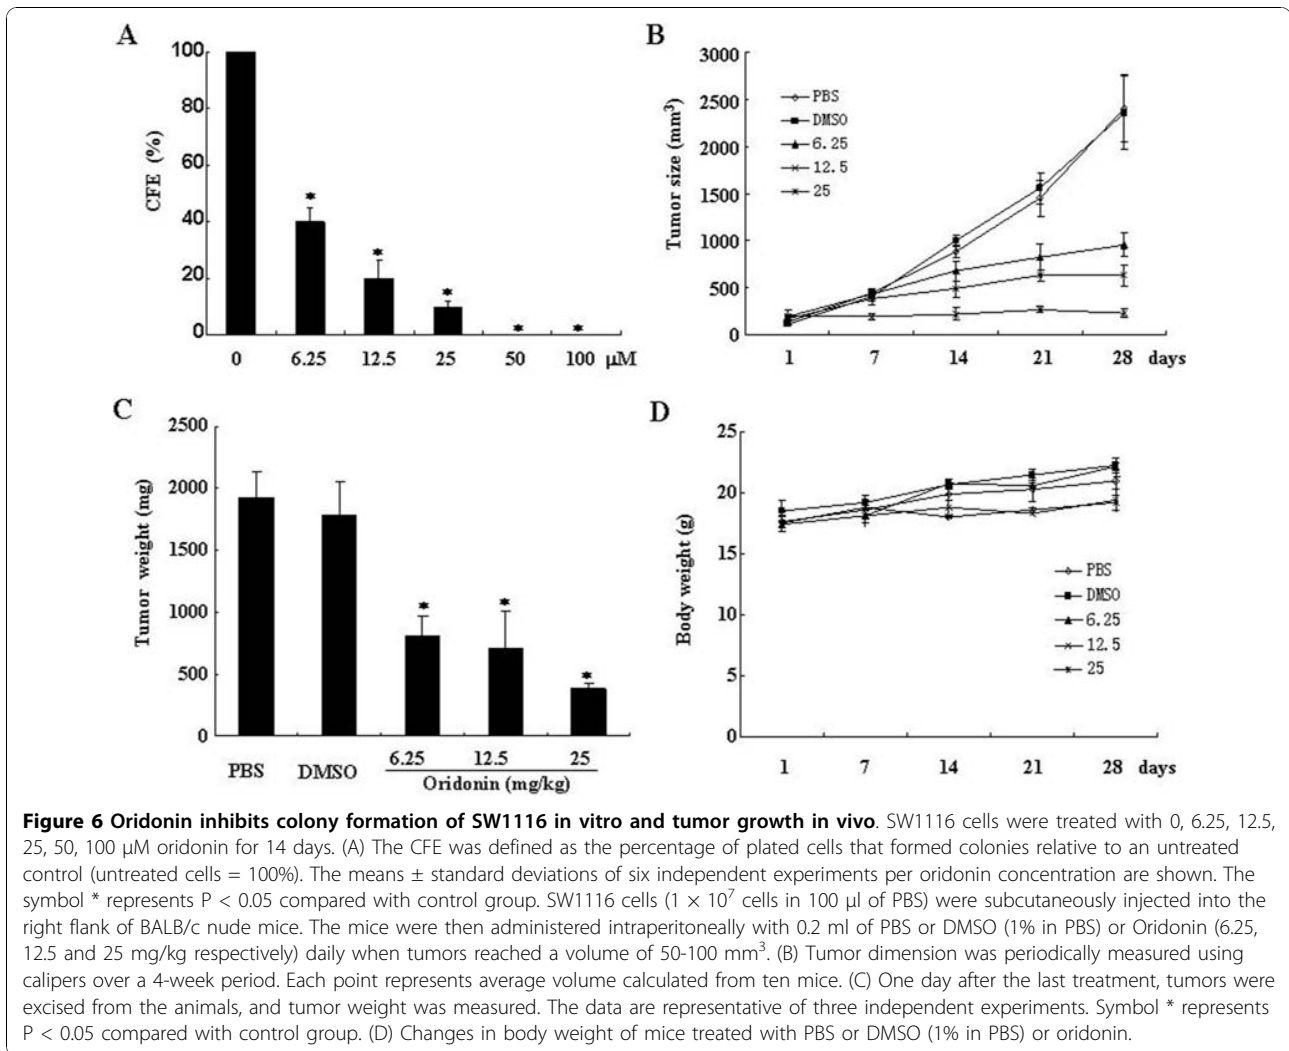 A
100
80
60
40
20
0
CFE (%)
*
*
*
*
*
0 6.25 12.5 25 50 100 µM
B
3000
2500
2000
1500
1000
500
0
Tumor size (mm³)
PBS
DMSO
6.25
12.5
25
1 7 14 21 28 days
C
2500
2000
1500
1000
500
0
Tumor weight (mg)
*
*
*
PBS DMSO 6.25 12.5 25
Oridonin (mg/kg)
D
25
20
15
10
5
0
Body weight (g)
PBS
DMSO
6.25
12.5
25
1 7 14 21 28 days
Figure 6 Oridonin inhibits colony formation of SW1116 in vitro and tumor growth in vivo. SW1116 cells were treated with 0, 6.25, 12.5,
25, 50, 100 µM oridonin for 14 days. (A) The CFE was defined as the percentage of plated cells that formed colonies relative to an untreated
control (untreated cells = 100%). The means ± standard deviations of six independent experiments per oridonin concentration are shown. The
symbol * represents P < 0.05 compared with control group. SW1116 cells (1 × 10⁷ cells in 100 µl of PBS) were subcutaneously injected into the
right flank of BALB/c nude mice. The mice were then administered intraperitoneally with 0.2 ml of PBS or DMSO (1% in PBS) or Oridonin (6.25,
12.5 and 25 mg/kg respectively) daily when tumors reached a volume of 50-100 mm³. (B) Tumor dimension was periodically measured using
calipers over a 4-week period. Each point represents average volume calculated from ten mice. (C) One day after the last treatment, tumors were
excised from the animals, and tumor weight was measured. The data are representative of three independent experiments. Symbol * represents
P < 0.05 compared with control group. (D) Changes in body weight of mice treated with PBS or DMSO (1% in PBS) or oridonin.